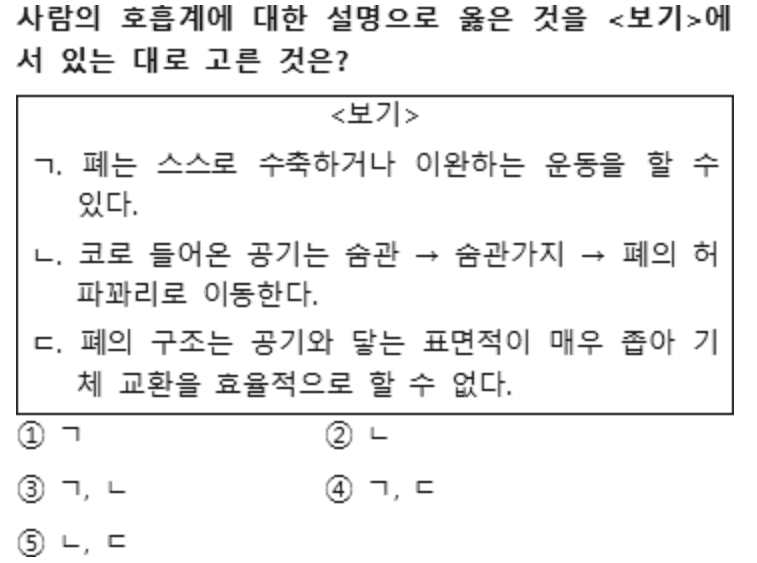 사람의 호흡계에 대한 설명으로 옳은 것을 <보기>에
서 있는 대로 고른 것은?
<보기>
ㄱ. 폐는 스스로 수축하거나 이완하는 운동을 할 수
있다.
ㄴ. 코로 들어온 공기는 숨관 → 숨관가지 → 폐의 허
파꽈리로 이동한다.
ㄷ. 폐의 구조는 공기와 닿는 표면적이 매우 좁아 기
체 교환을 효율적으로 할 수 없다.
① ㄱ ② ㄴ
③ ㄱ, ㄴ ④ ㄱ, ㄷ
⑤ ㄴ, ㄷ